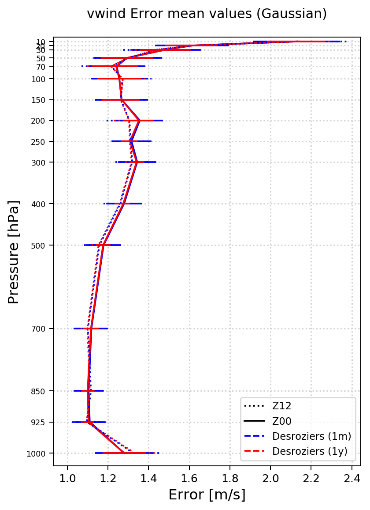 vwind Error mean values (Gaussian)
10
50
70
100
150
200
250
300
400
500
700
850
925
1000
Pressure [hPa]
Z12
Z00
Desroziers (1m)
Desroziers (1y)
1.0 1.2 1.4 1.6 1.8 2.0 2.2 2.4
Error [m/s]